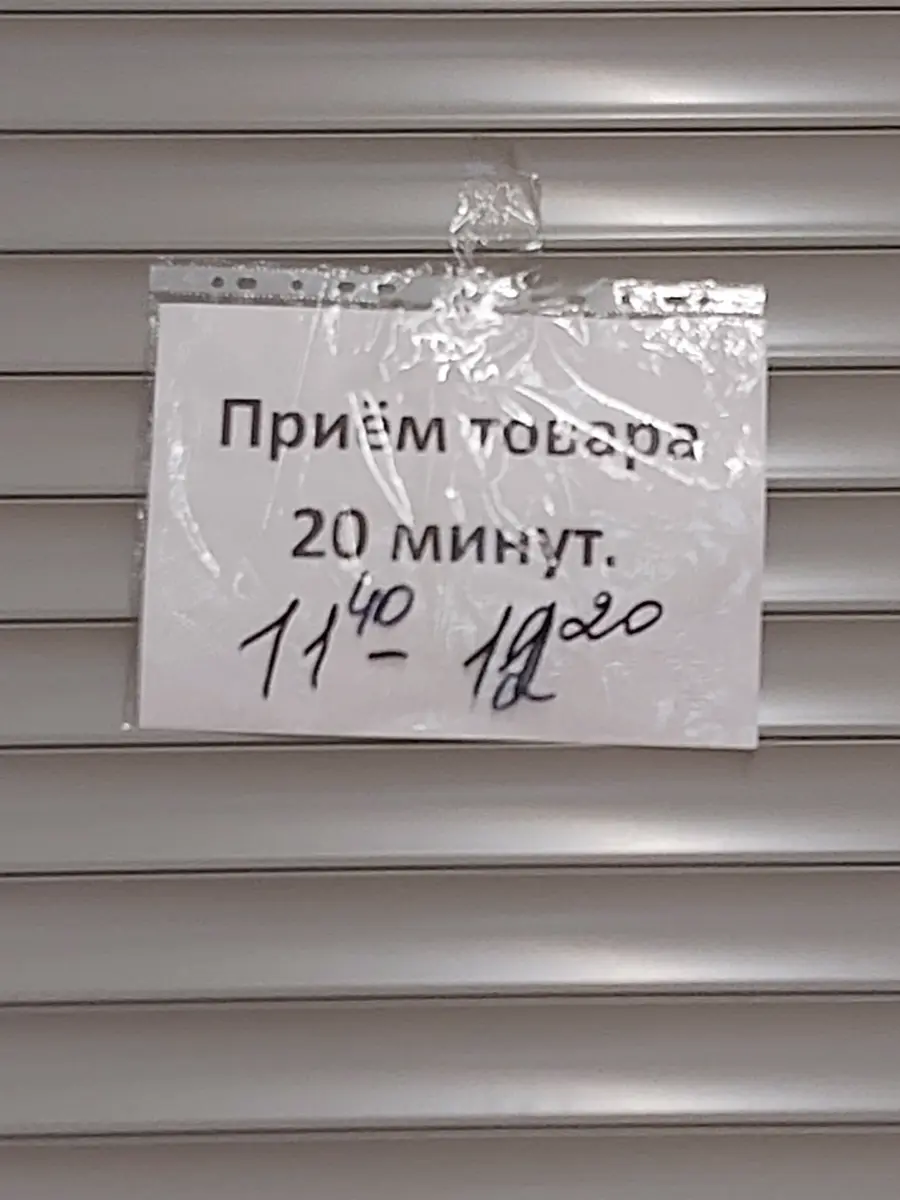 Приём товара
20 минут.
11⁴⁰ - 12²⁰